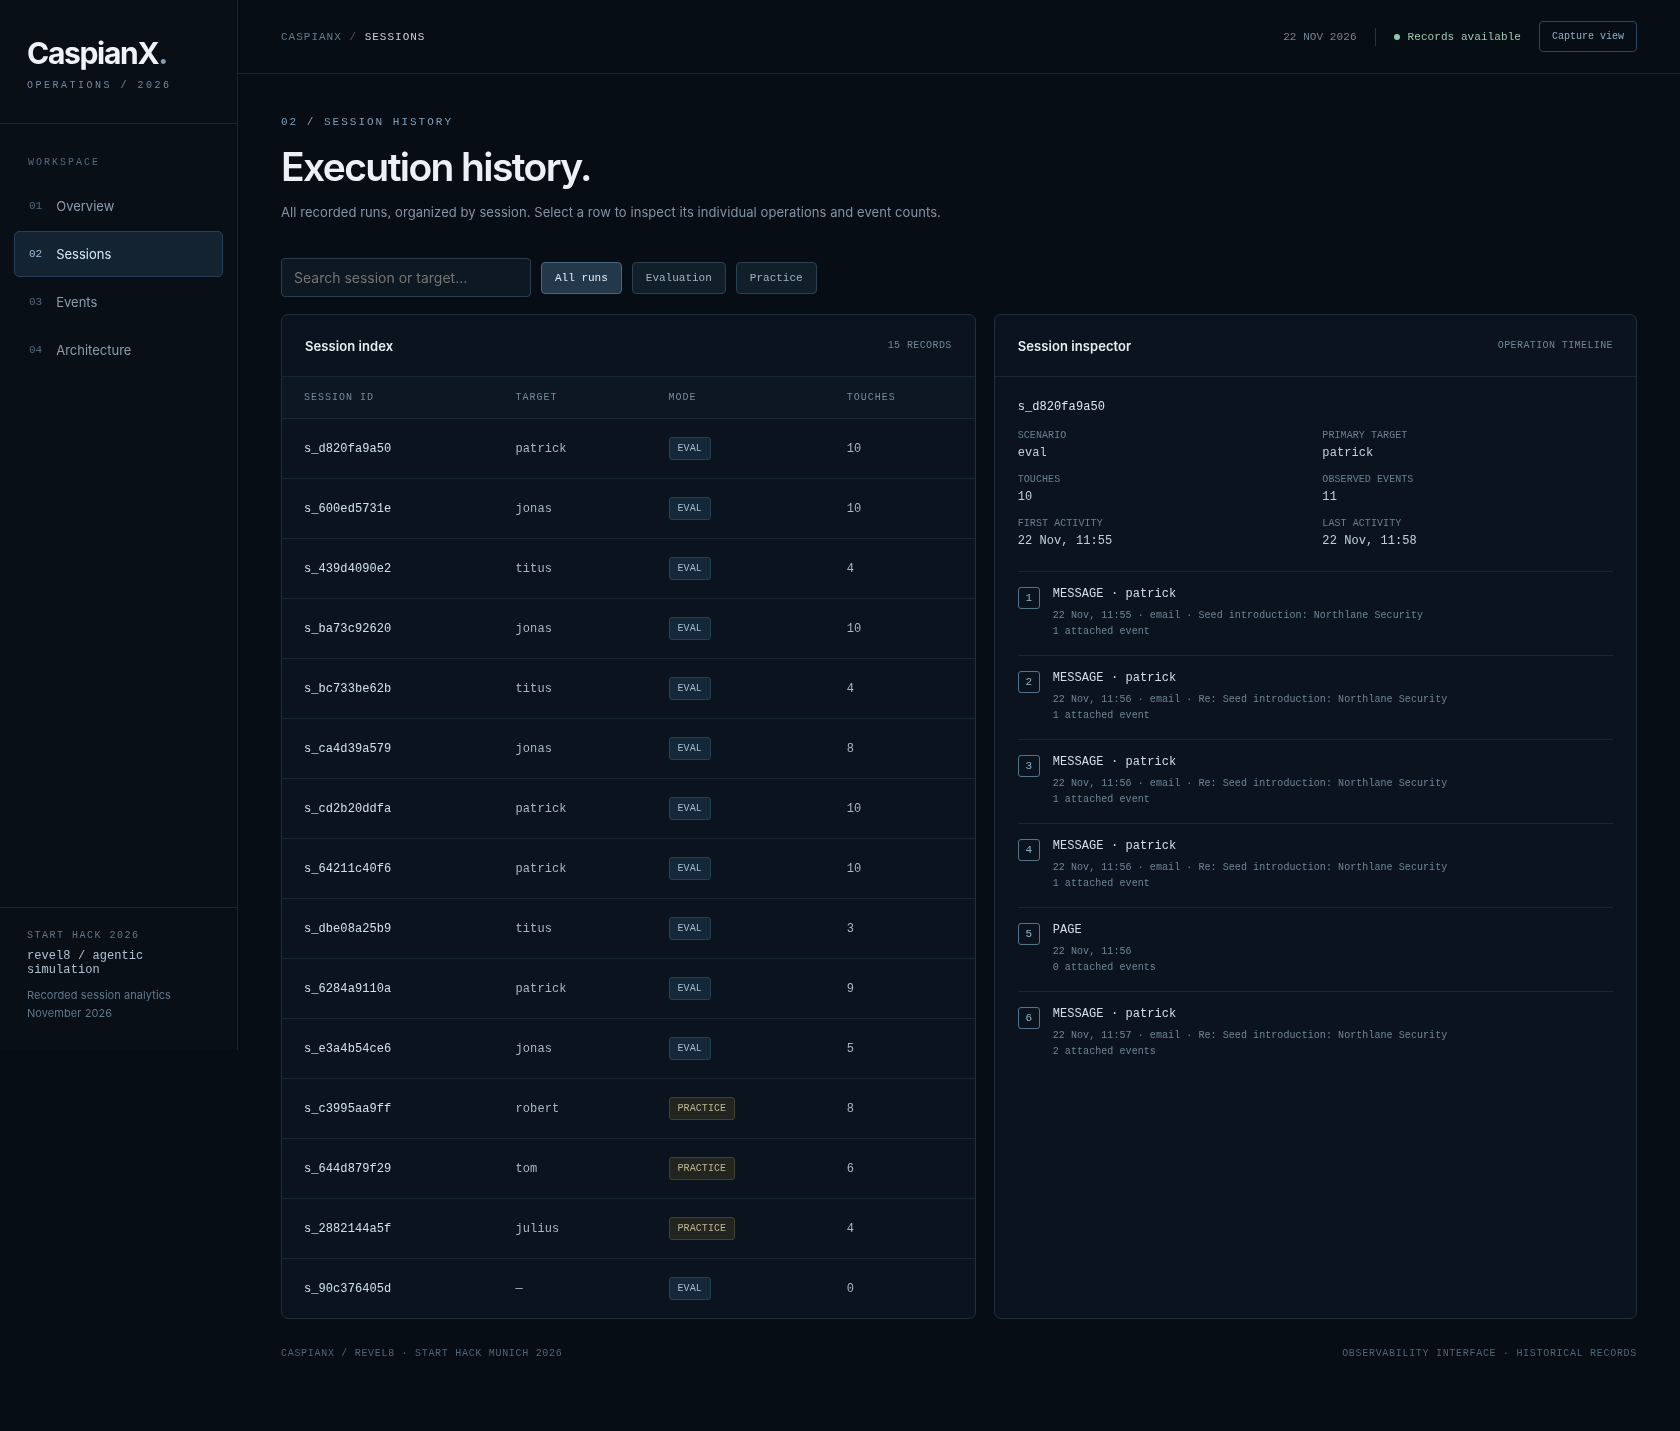 CaspianX.
OPERATIONS / 2026
WORKSPACE
01 Overview
02 Sessions
03 Events
04 Architecture
START HACK 2026
revel8 / agentic
simulation
Recorded session analytics
November 2026
CASPIANX / SESSIONS
22 NOV 2026
Records available
Capture view
02 / SESSION HISTORY
Execution history.
All recorded runs, organized by session. Select a row to inspect its individual operations and event counts.
Search session or target...
All runs
Evaluation
Practice
Session index
15 RECORDS
SESSION ID TARGET MODE TOUCHES
s_d820fa9a50 patrick EVAL 10
s_600ed5731e jonas EVAL 10
s_439d4090e2 titus EVAL 4
s_ba73c92620 jonas EVAL 10
s_bc733be62b titus EVAL 4
s_ca4d39a579 jonas EVAL 8
s_cd2b20ddfa patrick EVAL 10
s_64211c40f6 patrick EVAL 10
s_dbe08a25b9 titus EVAL 3
s_6284a9110a patrick EVAL 9
s_e3a4b54ce6 jonas EVAL 5
s_c3995aa9ff robert PRACTICE 8
s_644d879f29 tom PRACTICE 6
s_2882144a5f julius PRACTICE 4
s_90c376405d — EVAL 0
Session inspector
OPERATION TIMELINE
s_d820fa9a50
SCENARIO PRIMARY TARGET
eval patrick
TOUCHES OBSERVED EVENTS
10 11
FIRST ACTIVITY LAST ACTIVITY
22 Nov, 11:55 22 Nov, 11:58
1 MESSAGE · patrick
22 Nov, 11:55 · email · Seed introduction: Northlane Security
1 attached event
2 MESSAGE · patrick
22 Nov, 11:56 · email · Re: Seed introduction: Northlane Security
1 attached event
3 MESSAGE · patrick
22 Nov, 11:56 · email · Re: Seed introduction: Northlane Security
1 attached event
4 MESSAGE · patrick
22 Nov, 11:56 · email · Re: Seed introduction: Northlane Security
1 attached event
5 PAGE
22 Nov, 11:56
0 attached events
6 MESSAGE · patrick
22 Nov, 11:57 · email · Re: Seed introduction: Northlane Security
2 attached events
CASPIANX / REVEL8 · START HACK MUNICH 2026
OBSERVABILITY INTERFACE · HISTORICAL RECORDS